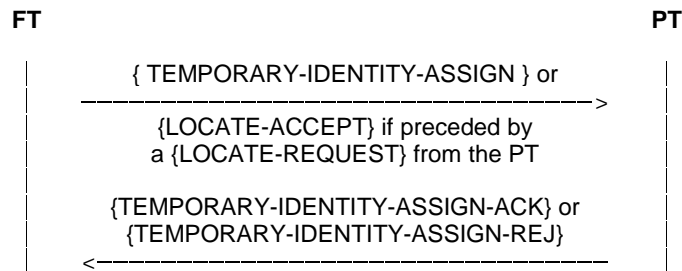 FT PT
{ TEMPORARY-IDENTITY-ASSIGN } or
{LOCATE-ACCEPT} if preceded by
a {LOCATE-REQUEST} from the PT
{TEMPORARY-IDENTITY-ASSIGN-ACK} or
{TEMPORARY-IDENTITY-ASSIGN-REJ}